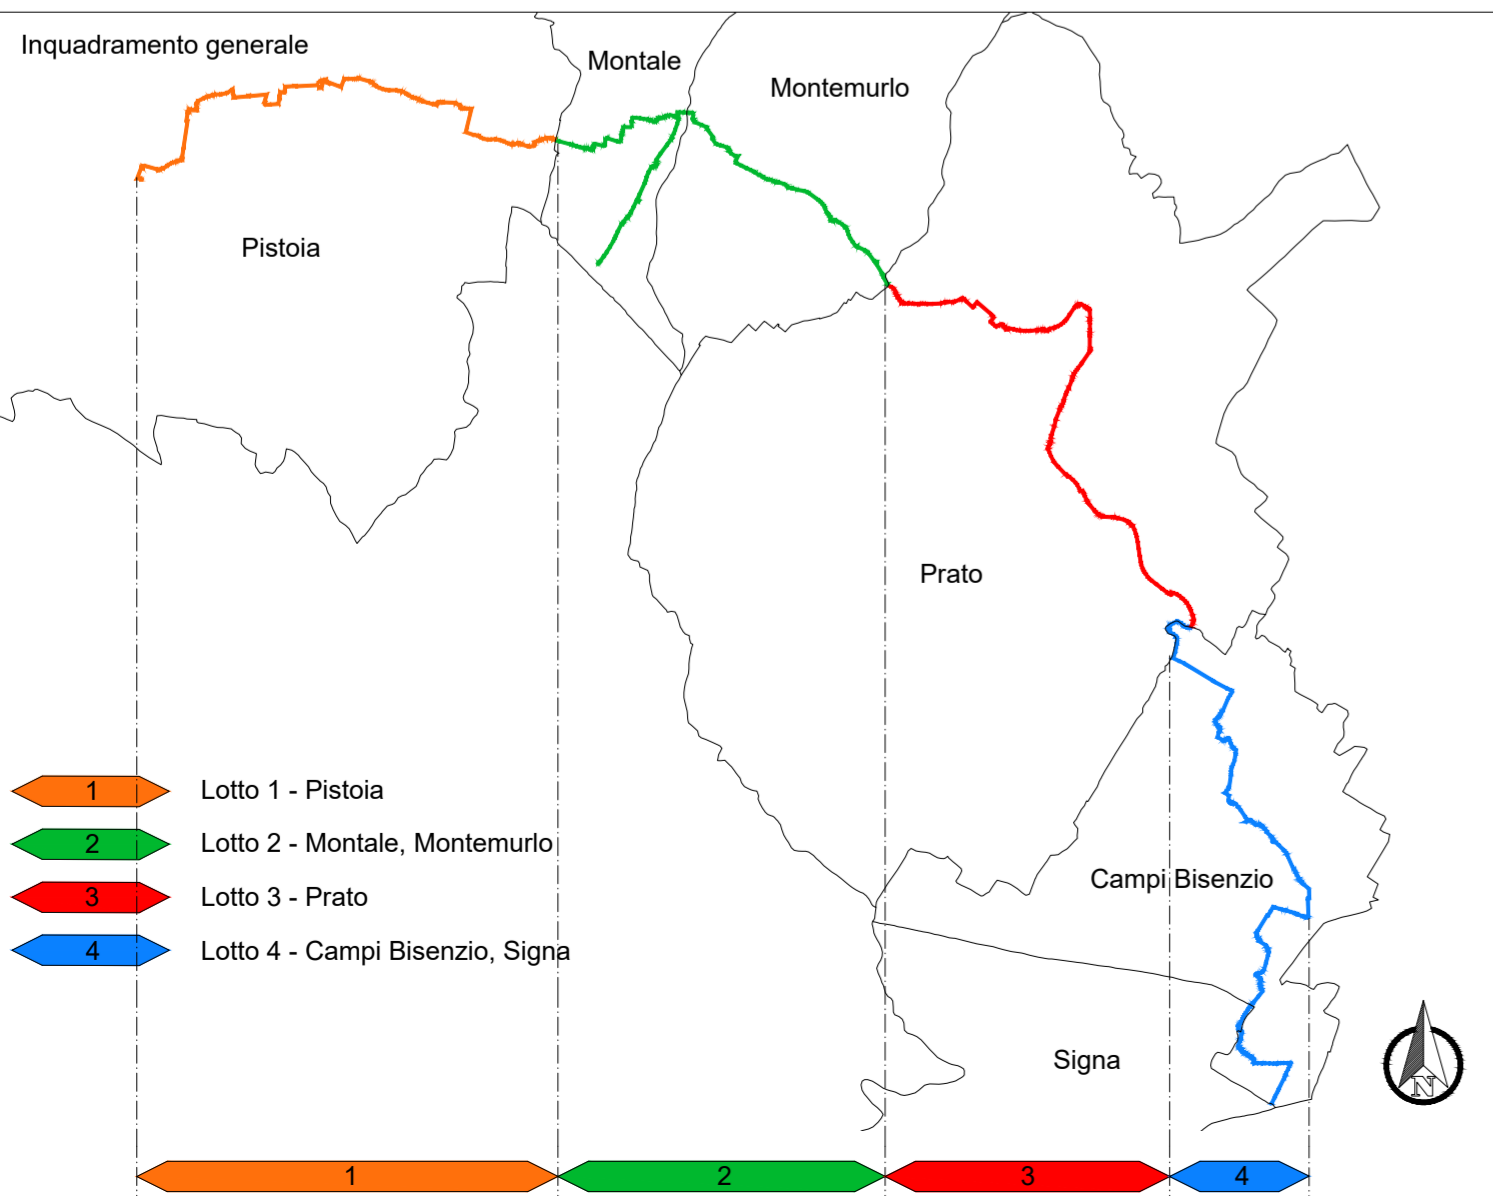 Inquadramento generale
Montale
Montemurlo
Pistoia
Prato
1 Lotto 1 - Pistoia
2 Lotto 2 - Montale, Montemurlo
3 Lotto 3 - Prato
4 Lotto 4 - Campi Bisenzio, Signa
Campi Bisenzio
Signa
N
1 2 3 4